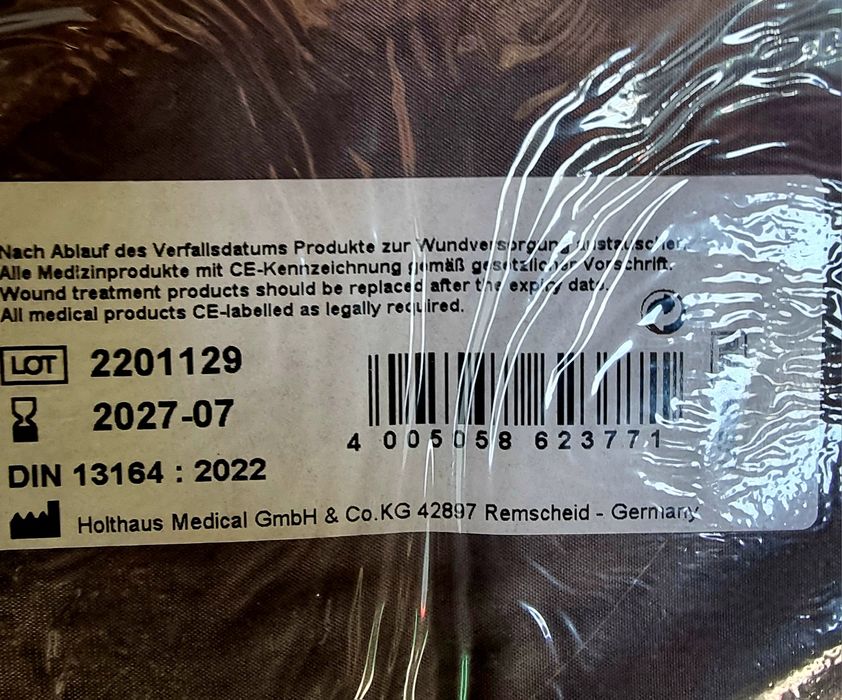 Nach Ablauf des Verfallsdatums Produkte zur Wundversorgung austauschen.
Alle Medizinprodukte mit CE-Kennzeichnung gemäß gesetzlicher Vorschrift.
Wound treatment products should be replaced after the expiry date.
All medical products CE-labelled as legally required.
LOT 2201129
2027-07
4 005058 623771
DIN 13164 : 2022
Holthaus Medical GmbH & Co.KG 42897 Remscheid - Germany